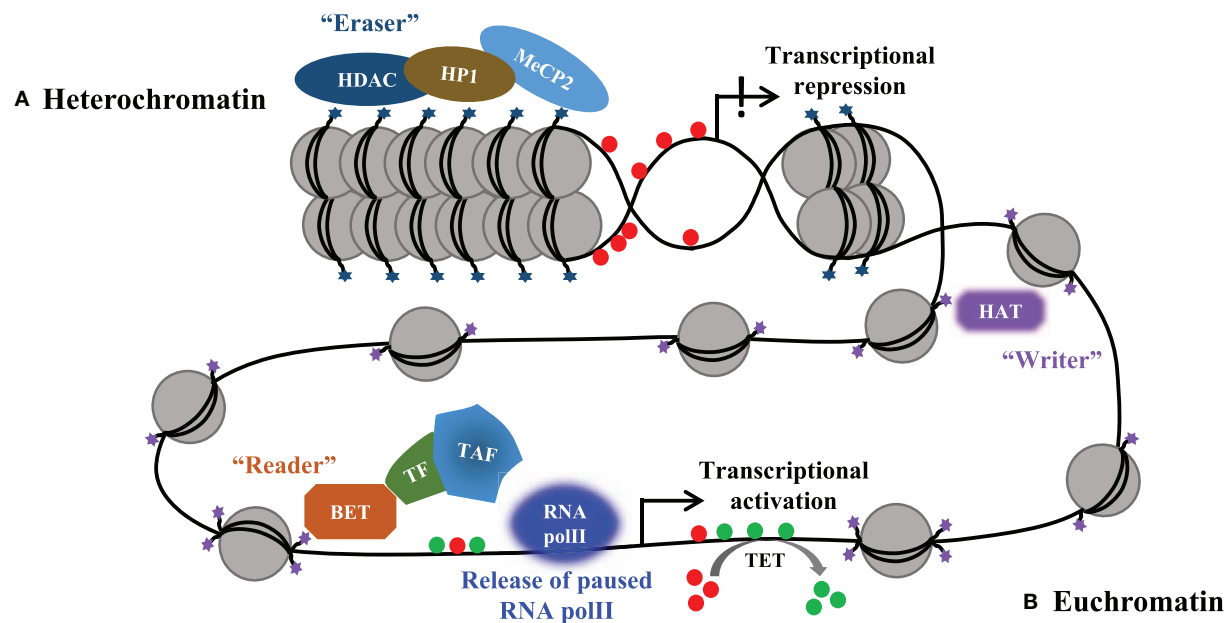 “Eraser”
HDAC
HP1
MeCP2
Transcriptional
repression
A Heterochromatin
HAT
“Writer”
“Reader”
BET
TF
TAF
RNA
polII
Transcriptional
activation
TET
Release of paused
RNA polII
B Euchromatin